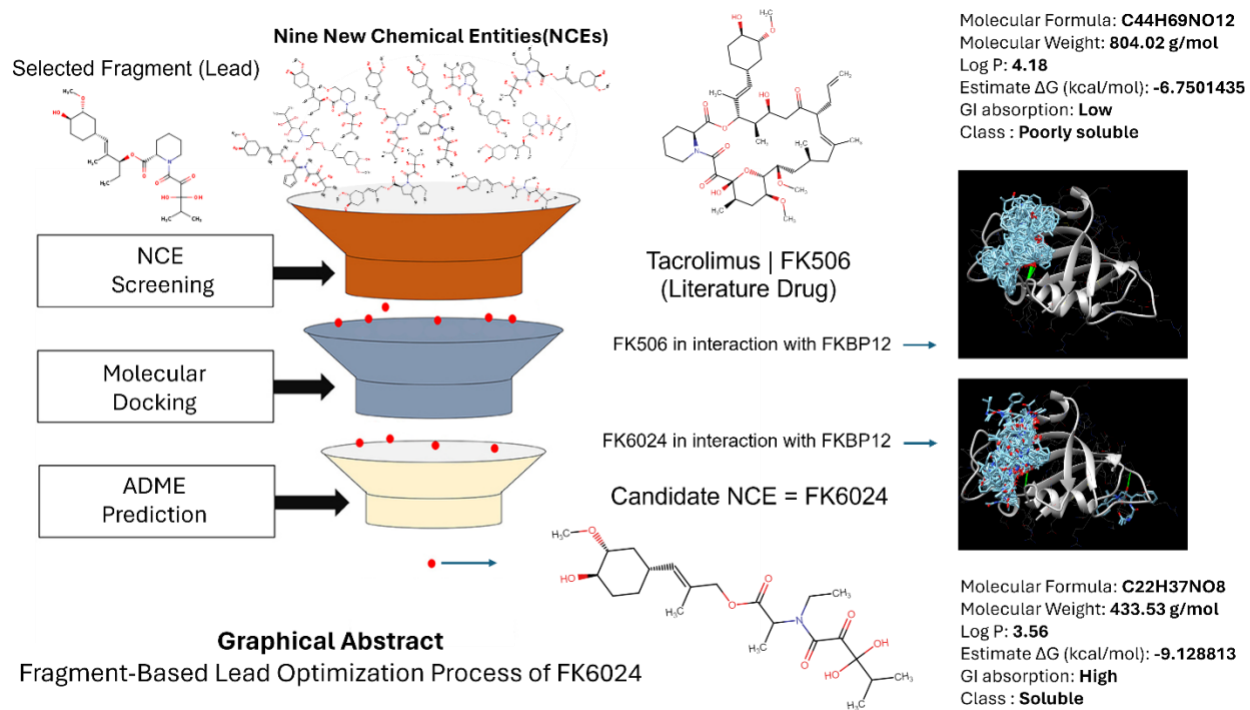 Nine New Chemical Entities(NCEs)
Selected Fragment (Lead)
NCE
Screening
Molecular
Docking
ADME
Prediction
Graphical Abstract
Fragment-Based Lead Optimization Process of FK6024
Tacrolimus | FK506
(Literature Drug)
FK506 in interaction with FKBP12
FK6024 in interaction with FKBP12
Candidate NCE = FK6024
Molecular Formula: C44H69NO12
Molecular Weight: 804.02 g/mol
Log P: 4.18
Estimate ΔG (kcal/mol): -6.7501435
GI absorption: Low
Class : Poorly soluble
Molecular Formula: C22H37NO8
Molecular Weight: 433.53 g/mol
Log P: 3.56
Estimate ΔG (kcal/mol): -9.128813
GI absorption: High
Class : Soluble